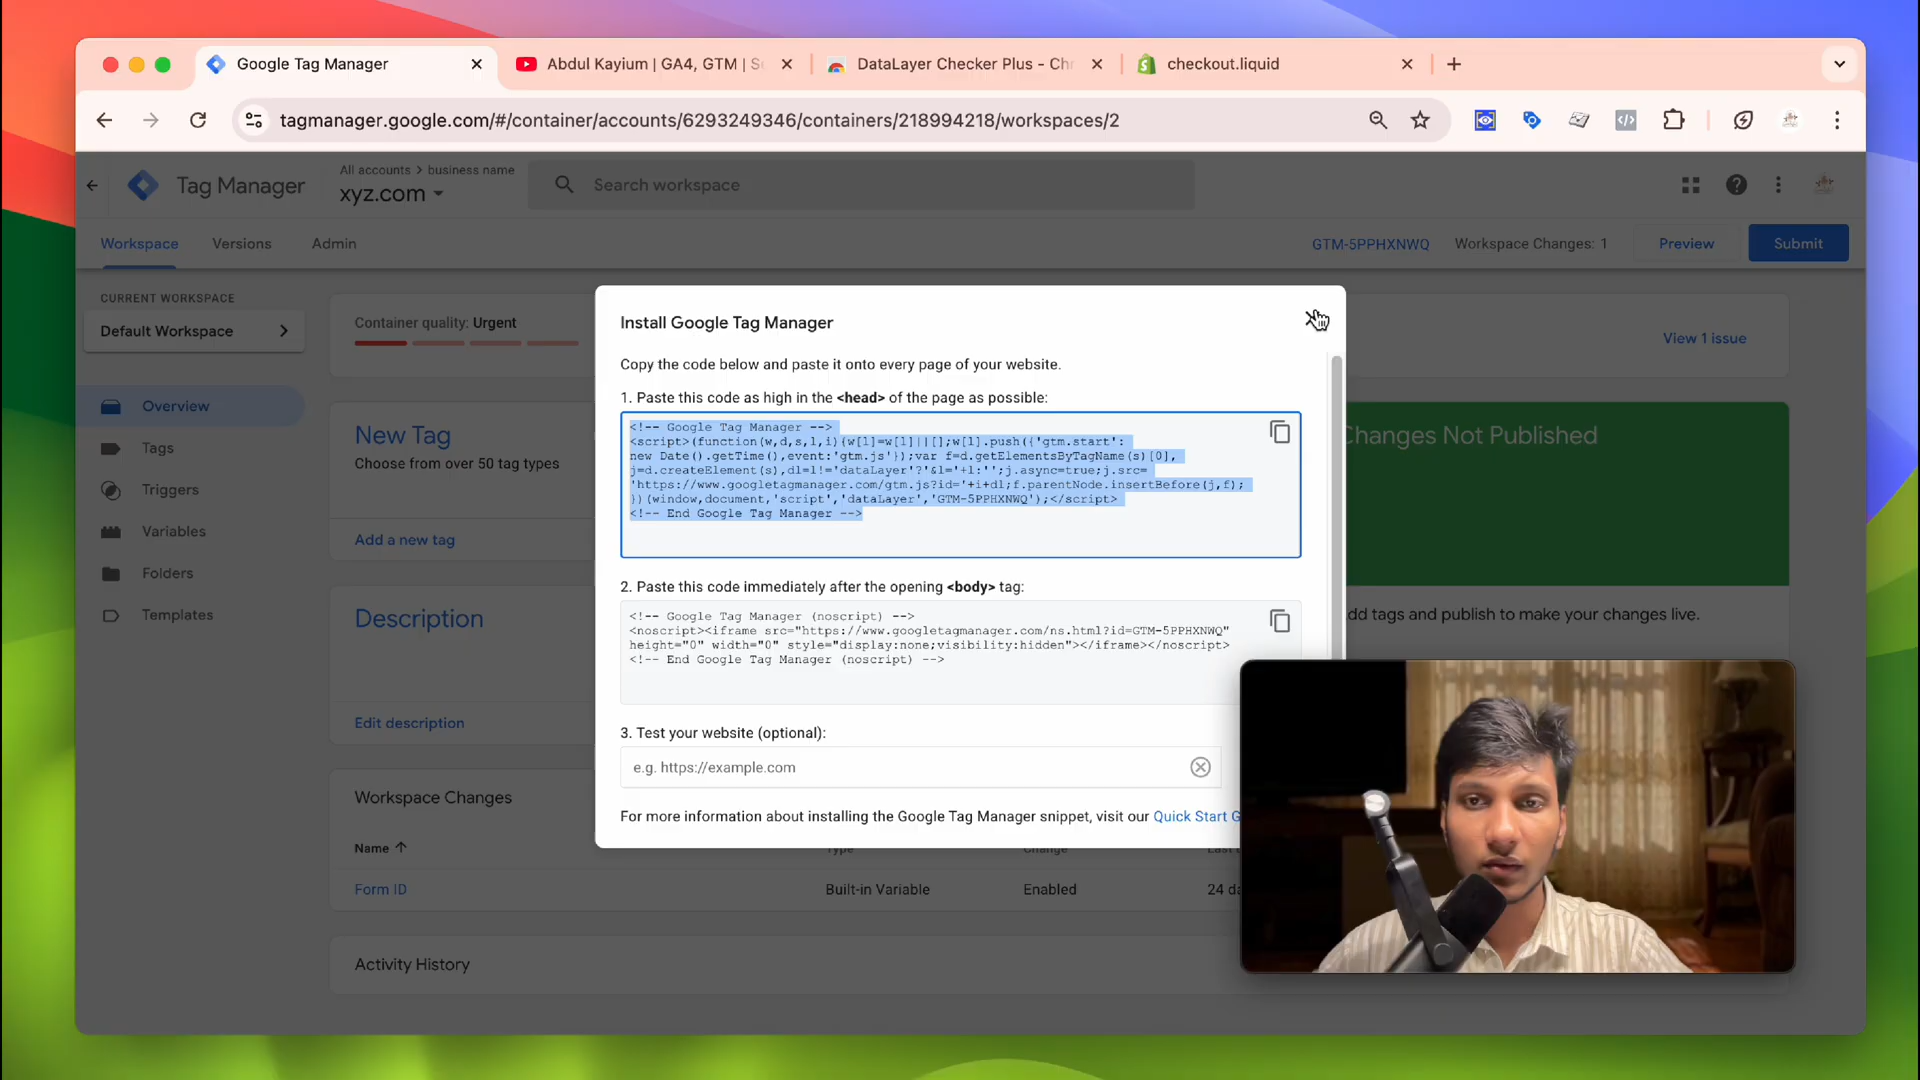 Google Tag Manager
Abdul Kayium | GA4, GTM | S
DataLayer Checker Plus - Ch
checkout.liquid
tagmanager.google.com/#/container/accounts/6293249346/containers/218994218/workspaces/2
Tag Manager
All accounts > business name
xyz.com
Search workspace
Workspace
Versions
Admin
GTM-5PPHXNWQ
Workspace Changes: 1
Preview
Submit
CURRENT WORKSPACE
Default Workspace
Overview
Tags
Triggers
Variables
Folders
Templates
Container quality: Urgent
View 1 issue
New Tag
Choose from over 50 tag types
Add a new tag
Description
Edit description
Changes Not Published
dd tags and publish to make your changes live.
Install Google Tag Manager
Copy the code below and paste it onto every page of your website.
1. Paste this code as high in the <head> of the page as possible:
<!-- Google Tag Manager -->
<script>(function(w,d,s,l,i){w[l]=w[l]||[];w[l].push({'gtm.start':
new Date().getTime(),event:'gtm.js'});var f=d.getElementsByTagName(s)[0],
j=d.createElement(s),dl=l!='dataLayer'?'&l='+l:'';j.async=true;j.src=
'https://www.googletagmanager.com/gtm.js?id='+i+dl;f.parentNode.insertBefore(j,f);
})(window,document,'script','dataLayer','GTM-5PPHXNWQ');</script>
<!-- End Google Tag Manager -->
2. Paste this code immediately after the opening <body> tag:
<!-- Google Tag Manager (noscript) -->
<noscript><iframe src="https://www.googletagmanager.com/ns.html?id=GTM-5PPHXNWQ"
height="0" width="0" style="display:none;visibility:hidden"></iframe></noscript>
<!-- End Google Tag Manager (noscript) -->
3. Test your website (optional):
e.g. https://example.com
For more information about installing the Google Tag Manager snippet, visit our Quick Start G
Workspace Changes
Name
Type
Change
Last
Form ID
Built-in Variable
Enabled
24 da
Activity History